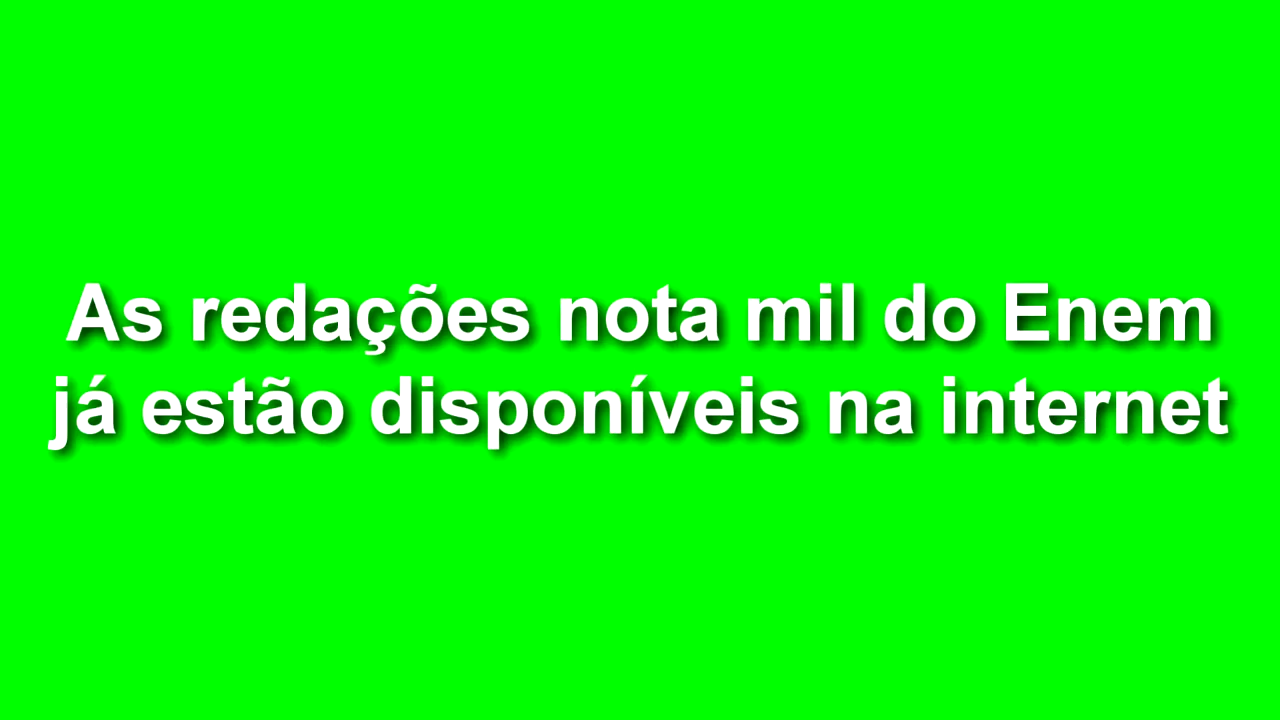 As redações nota mil do Enem
já estão disponíveis na internet